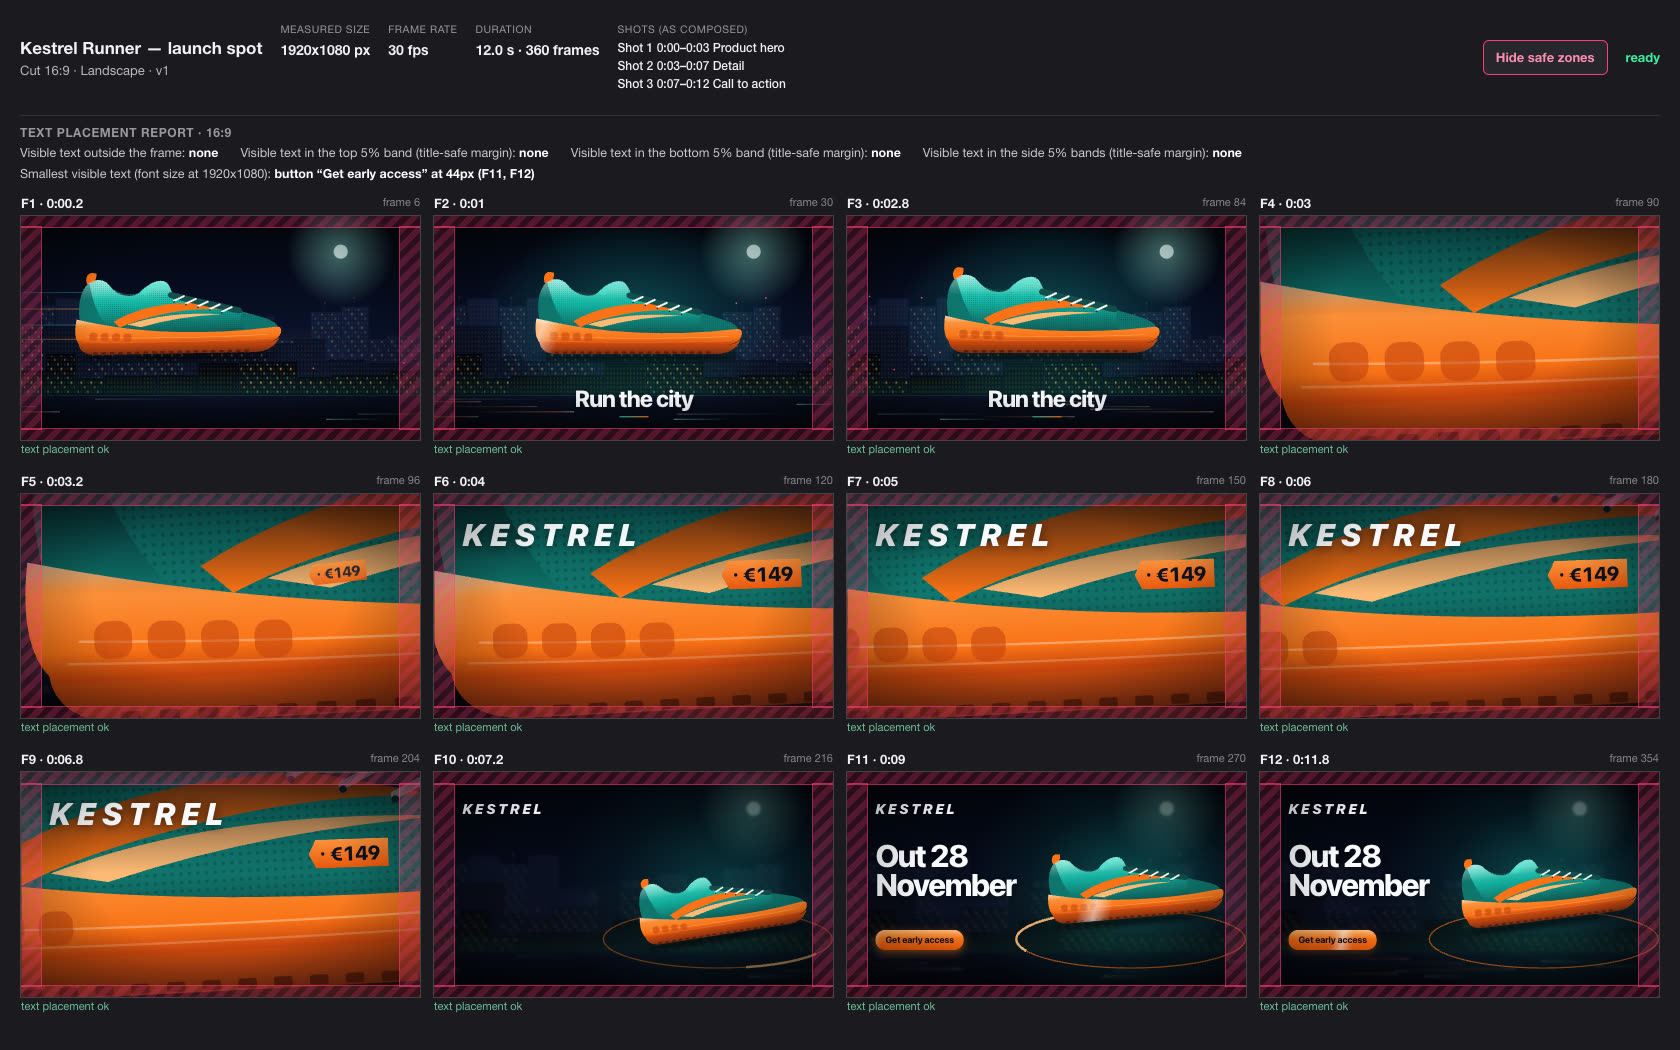 Kestrel Runner — launch spot
Cut 16:9 · Landscape · v1
MEASURED SIZE
1920x1080 px
FRAME RATE
30 fps
DURATION
12.0 s · 360 frames
SHOTS (AS COMPOSED)
Shot 1 0:00–0:03 Product hero
Shot 2 0:03–0:07 Detail
Shot 3 0:07–0:12 Call to action
Hide safe zones
ready
TEXT PLACEMENT REPORT · 16:9
Visible text outside the frame: none
Visible text in the top 5% band (title-safe margin): none
Visible text in the bottom 5% band (title-safe margin): none
Visible text in the side 5% bands (title-safe margin): none
Smallest visible text (font size at 1920x1080): button “Get early access” at 44px (F11, F12)
F1 · 0:00.2
frame 6
text placement ok
F2 · 0:01
frame 30
Run the city
text placement ok
F3 · 0:02.8
frame 84
Run the city
text placement ok
F4 · 0:03
frame 90
text placement ok
F5 · 0:03.2
frame 96
· €149
text placement ok
F6 · 0:04
frame 120
KESTREL
· €149
text placement ok
F7 · 0:05
frame 150
KESTREL
· €149
text placement ok
F8 · 0:06
frame 180
KESTREL
· €149
text placement ok
F9 · 0:06.8
frame 204
KESTREL
· €149
text placement ok
F10 · 0:07.2
frame 216
KESTREL
text placement ok
F11 · 0:09
frame 270
KESTREL
Out 28
November
Get early access
text placement ok
F12 · 0:11.8
frame 354
KESTREL
Out 28
November
Get early access
text placement ok